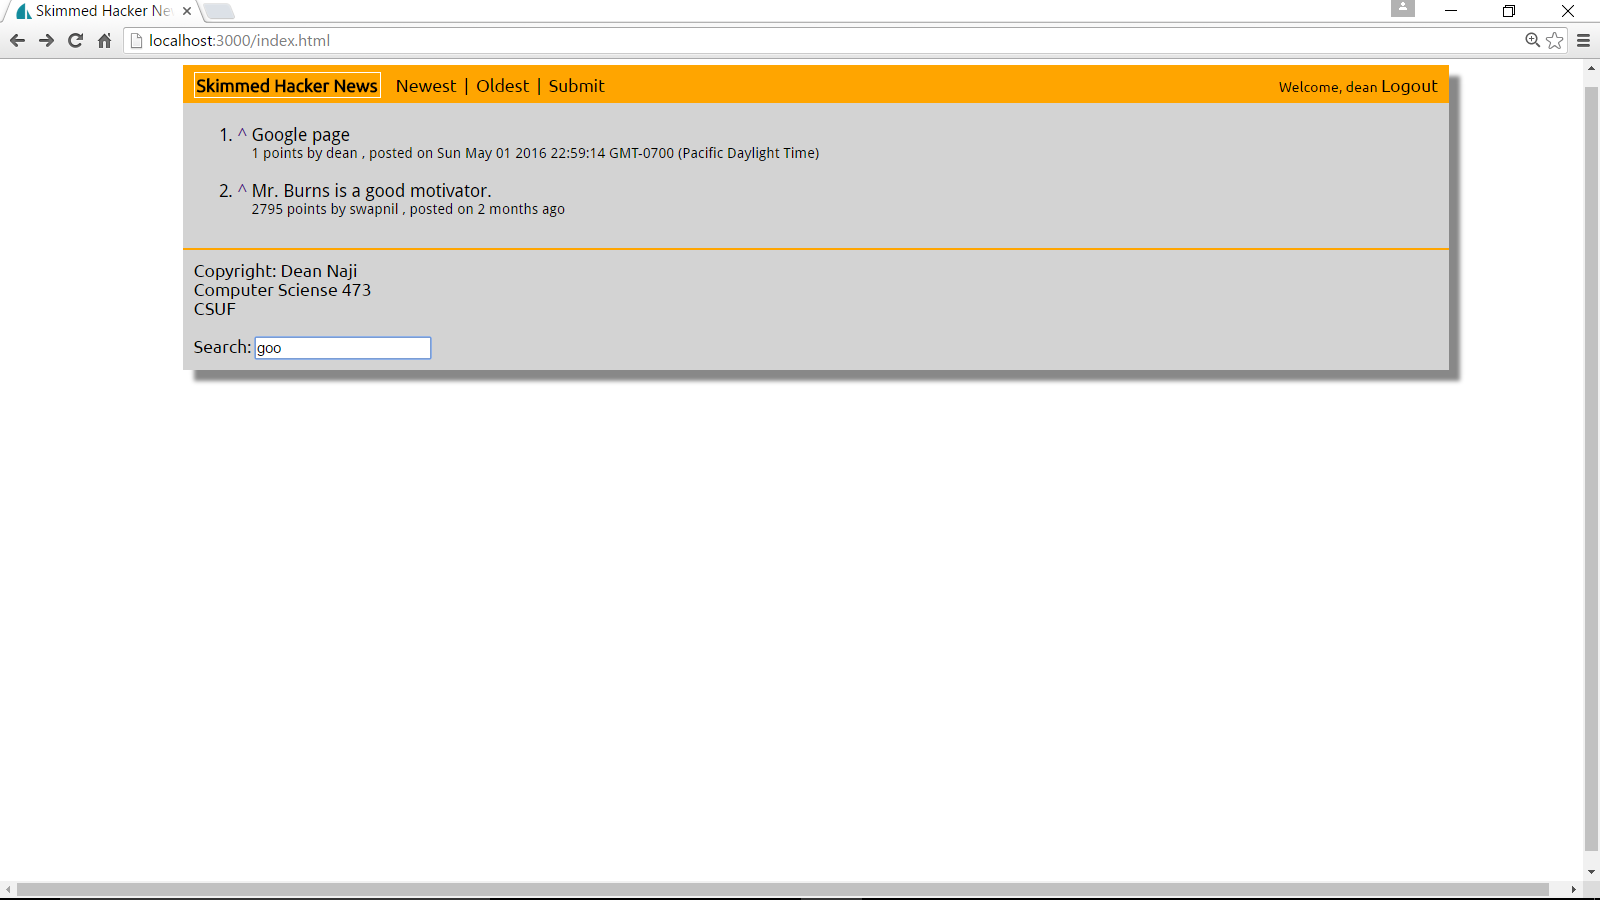 Skimmed Hacker Ne
localhost:3000/index.html
Skimmed Hacker News Newest | Oldest | Submit Welcome, dean Logout
1. ^ Google page
1 points by dean , posted on Sun May 01 2016 22:59:14 GMT-0700 (Pacific Daylight Time)
2. ^ Mr. Burns is a good motivator.
2795 points by swapnil , posted on 2 months ago
Copyright: Dean Naji
Computer Sciense 473
CSUF
Search: goo